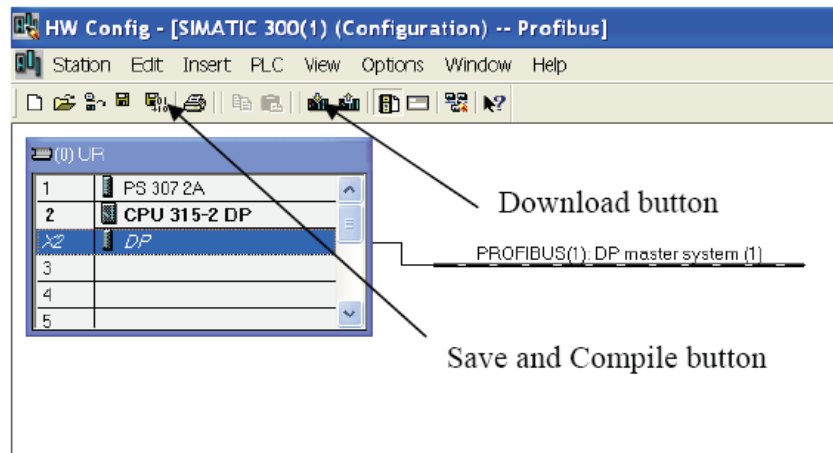 HW Config - [SIMATIC 300(1) (Configuration) -- Profibus]
Station Edit Insert PLC View Options Window Help
(0) UR
1 PS 307 2A
2 CPU 315-2 DP
X2 DP
3
4
5
Download button
PROFIBUS(1): DP master system (1)
Save and Compile button